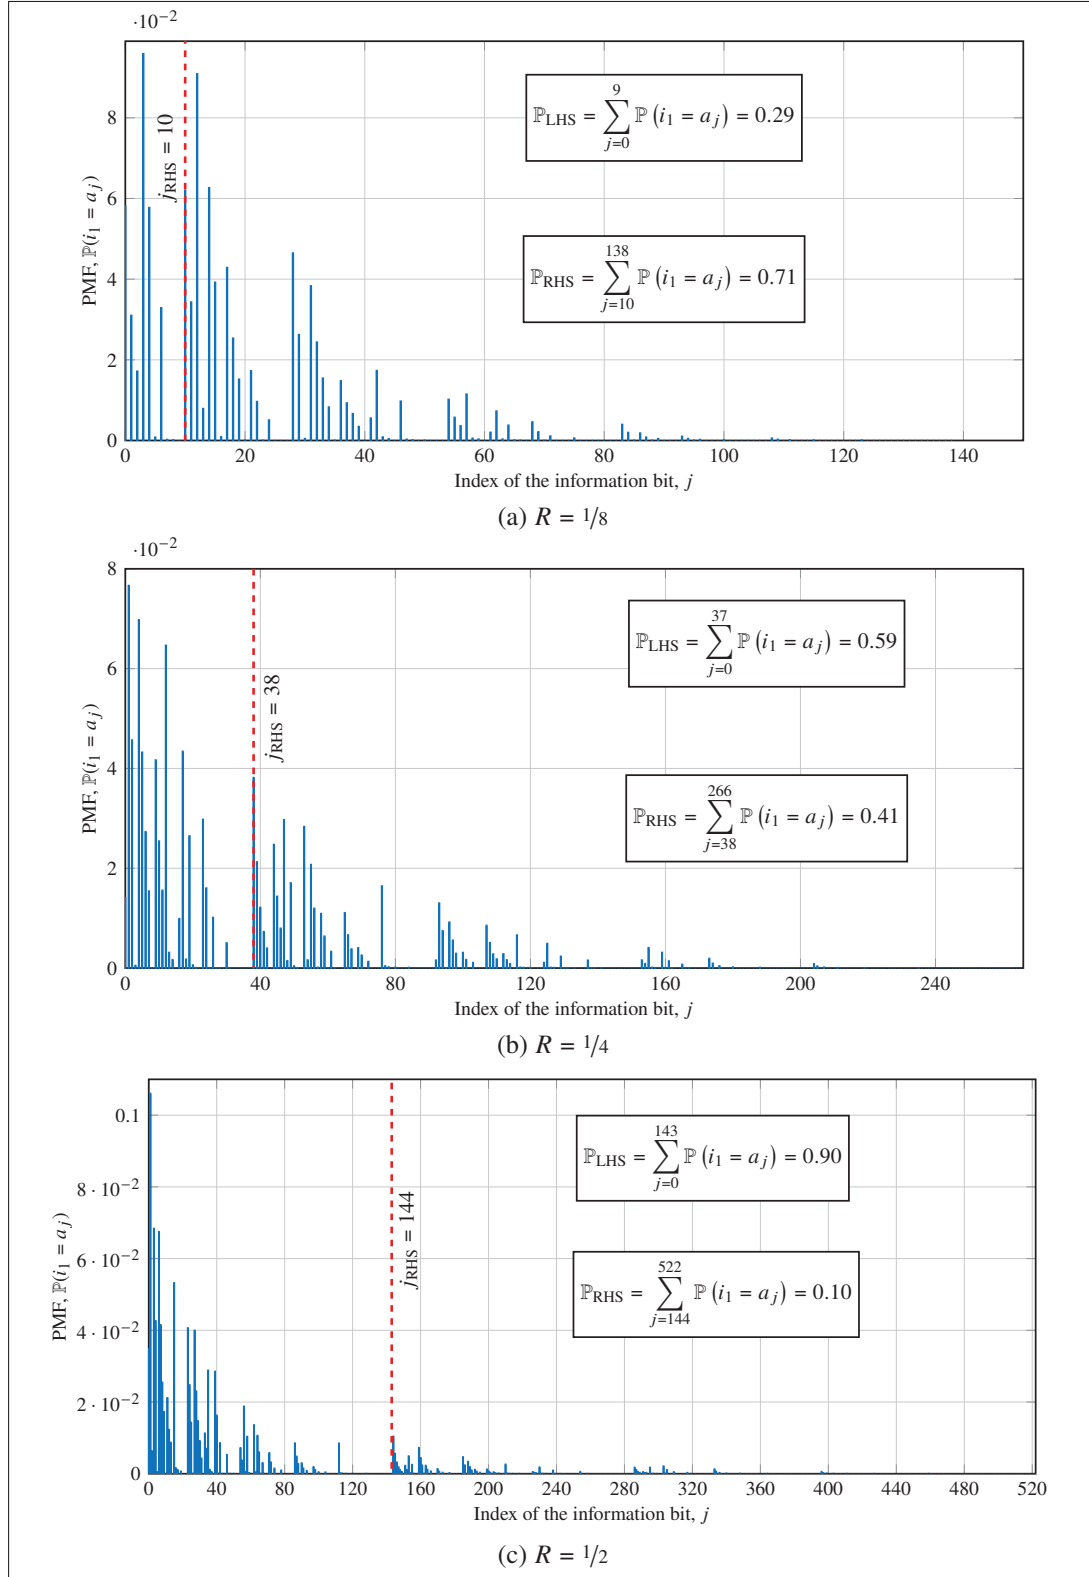 ·10⁻²
8
6
4
2
0
PMF, ℙ(i₁ = aⱼ)
j_RHS = 10
ℙ_LHS = ∑_{j=0}^{9} ℙ (i₁ = aⱼ) = 0.29
ℙ_RHS = ∑_{j=10}^{138} ℙ (i₁ = aⱼ) = 0.71
0 20 40 60 80 100 120 140
Index of the information bit, j
(a) R = 1/8
·10⁻²
8
6
4
2
0
PMF, ℙ(i₁ = aⱼ)
j_RHS = 38
ℙ_LHS = ∑_{j=0}^{37} ℙ (i₁ = aⱼ) = 0.59
ℙ_RHS = ∑_{j=38}^{266} ℙ (i₁ = aⱼ) = 0.41
0 40 80 120 160 200 240
Index of the information bit, j
(b) R = 1/4
0.1
8 · 10⁻²
6 · 10⁻²
4 · 10⁻²
2 · 10⁻²
0
PMF, ℙ(i₁ = aⱼ)
j_RHS = 144
ℙ_LHS = ∑_{j=0}^{143} ℙ (i₁ = aⱼ) = 0.90
ℙ_RHS = ∑_{j=144}^{522} ℙ (i₁ = aⱼ) = 0.10
0 40 80 120 160 200 240 280 320 360 400 440 480 520
Index of the information bit, j
(c) R = 1/2